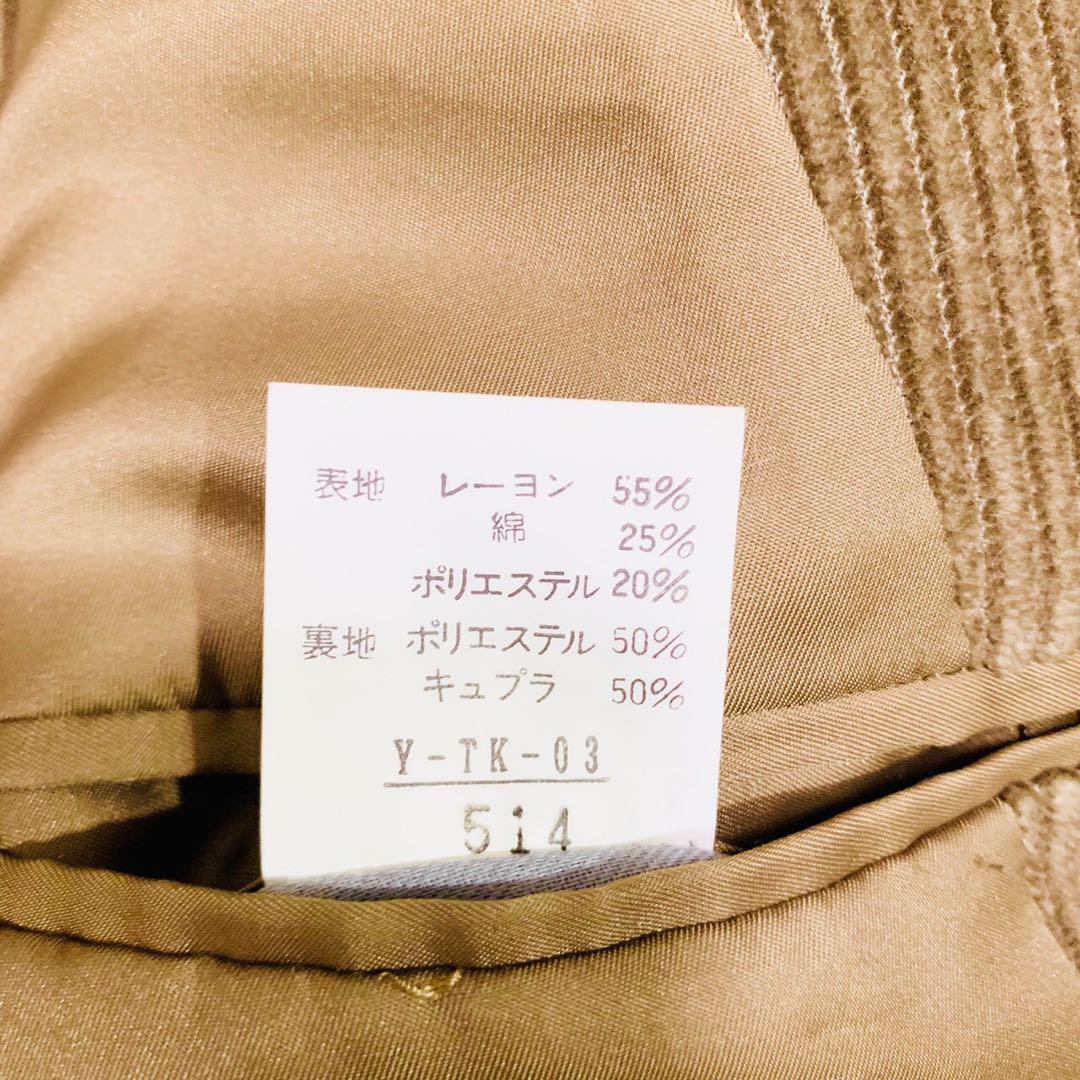 表地 レーヨン 55%
綿 25%
ポリエステル 20%
裏地 ポリエステル 50%
キュプラ 50%
Y-TK-03
514